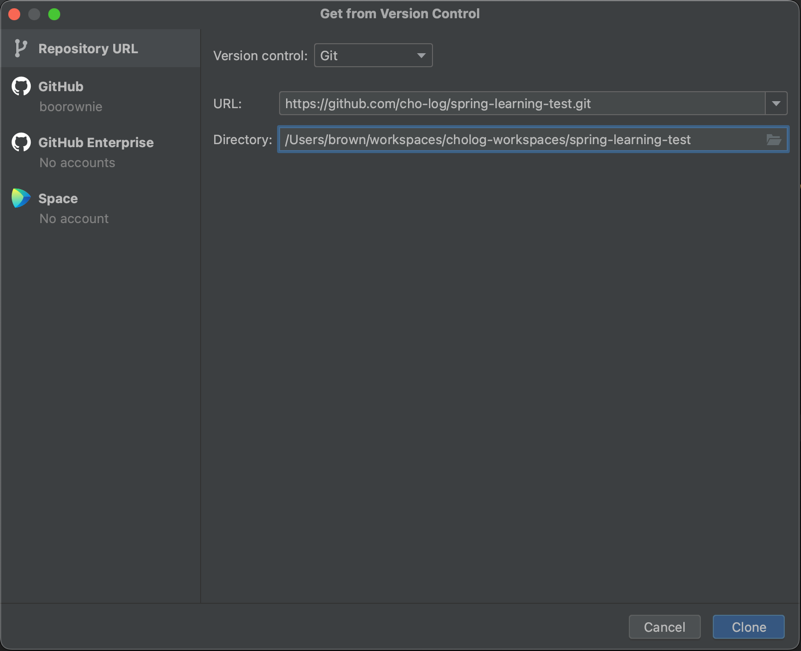 Get from Version Control
Repository URL
GitHub
boorownie
GitHub Enterprise
No accounts
Space
No account
Version control: Git
URL: https://github.com/cho-log/spring-learning-test.git
Directory: /Users/brown/workspaces/cholog-workspaces/spring-learning-test
Cancel Clone